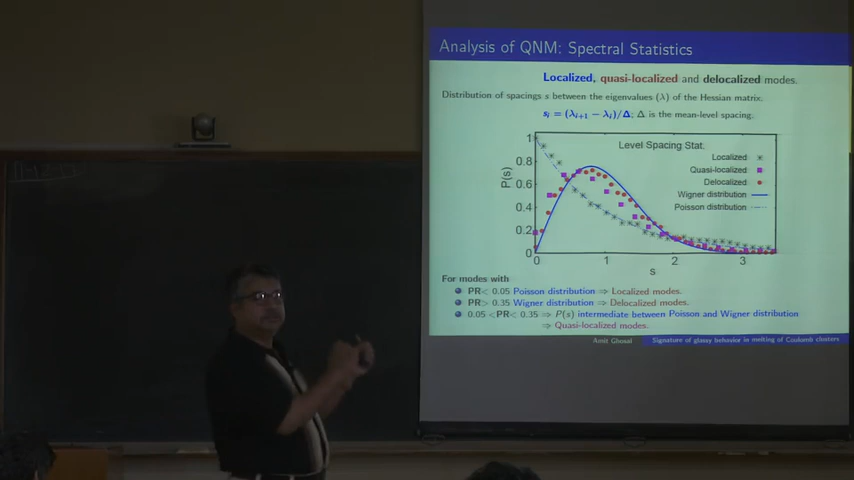 Analysis of QNM: Spectral Statistics
Localized, quasi-localized and delocalized modes.
Distribution of spacings s between the eigenvalues (λ) of the Hessian matrix.
sᵢ = (λᵢ₊₁ − λᵢ)/Δ; Δ is the mean-level spacing.
Level Spacing Stat.
Localized
Quasi-localized
Delocalized
Wigner distribution
Poisson distribution
P(s)
1
0.8
0.6
0.4
0.2
0
0 1 2 3
s
For modes with
PR< 0.05 Poisson distribution ⇒ Localized modes.
PR> 0.35 Wigner distribution ⇒ Delocalized modes.
0.05 <PR< 0.35 ⇒ P(s) intermediate between Poisson and Wigner distribution
⇒ Quasi-localized modes.
Amit Ghosal Signature of glassy behavior in melting of Coulomb clusters